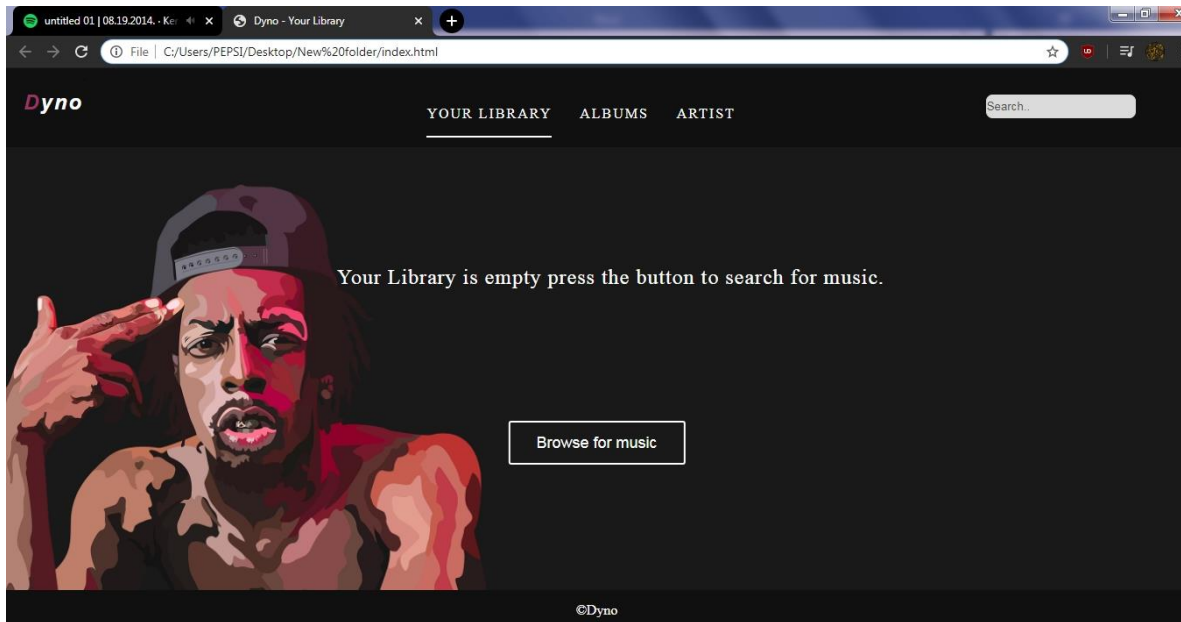 untitled 01 | 08.19.2014. - Ker
Dyno - Your Library
File | C:/Users/PEPSI/Desktop/New%20folder/index.html
Dyno
YOUR LIBRARY ALBUMS ARTIST
Search..
Your Library is empty press the button to search for music.
Browse for music
©Dyno